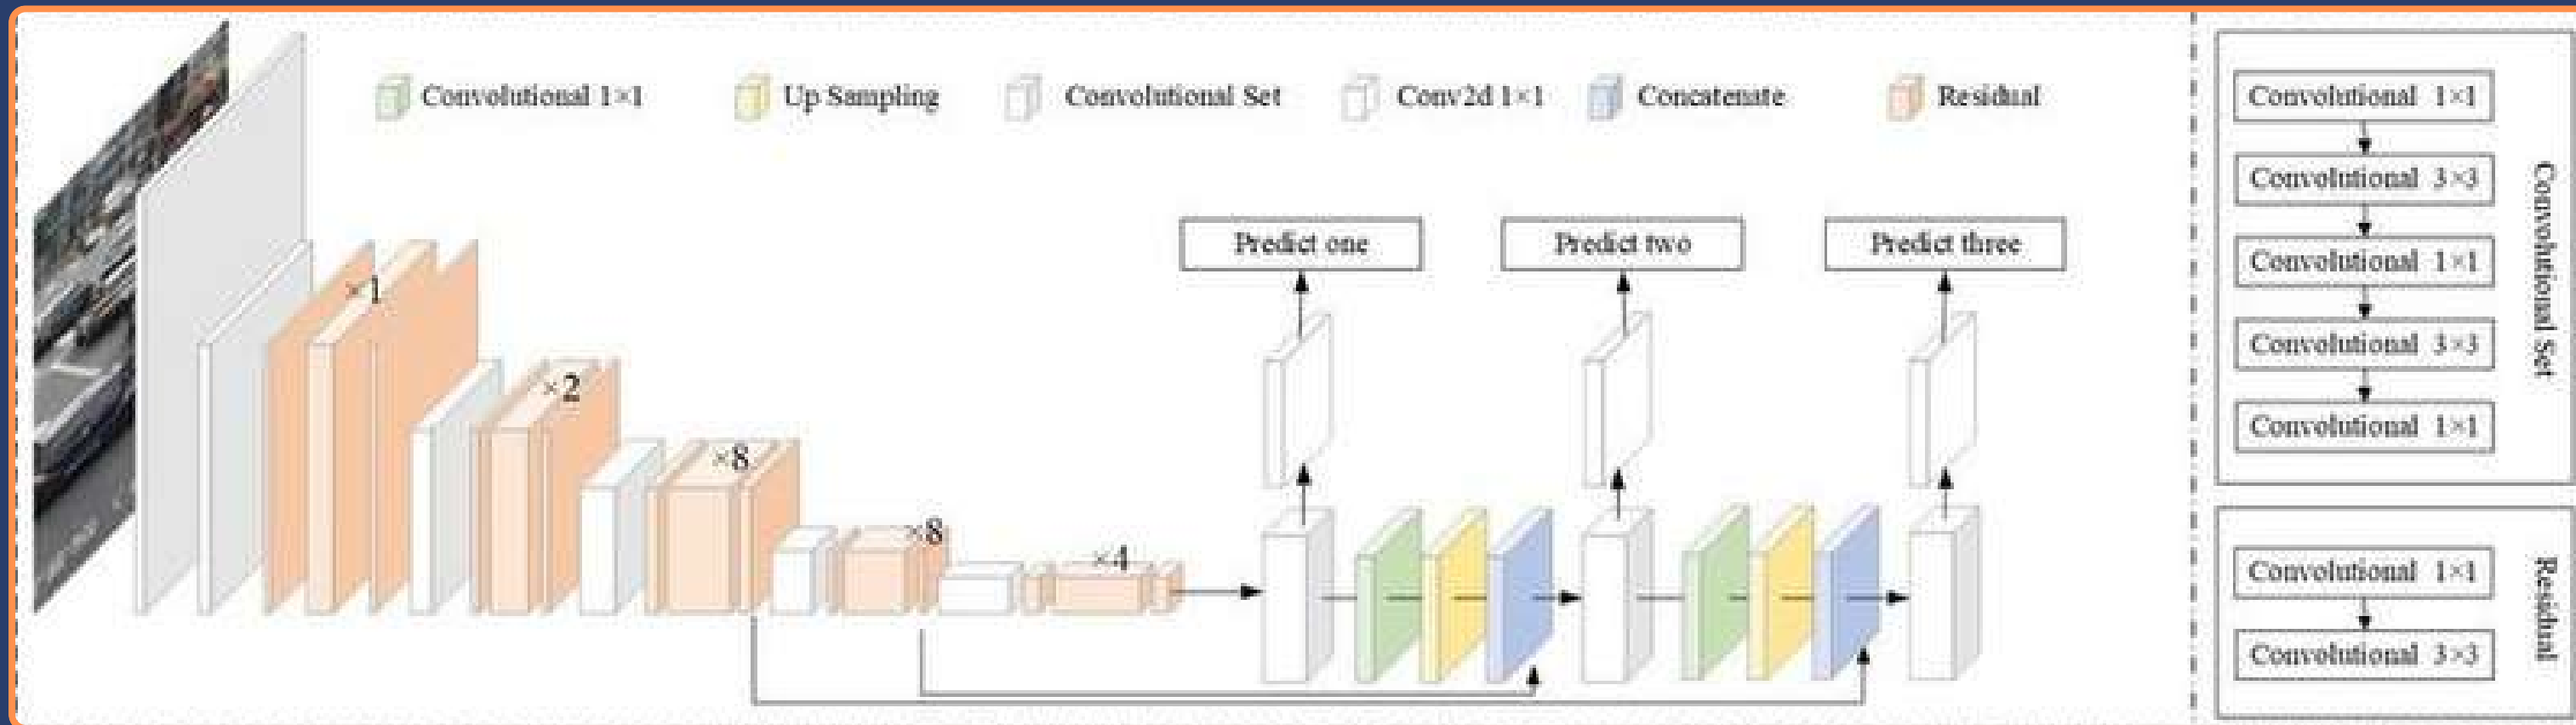 Convolutional 1×1
Up Sampling
Convolutional Set
Conv2d 1×1
Concatenate
Residual
×1
×2
×8
×8
×4
Predict one
Predict two
Predict three
Convolutional 1×1
Convolutional 3×3
Convolutional 1×1
Convolutional 3×3
Convolutional 1×1
Convolutional Set
Convolutional 1×1
Convolutional 3×3
Residual